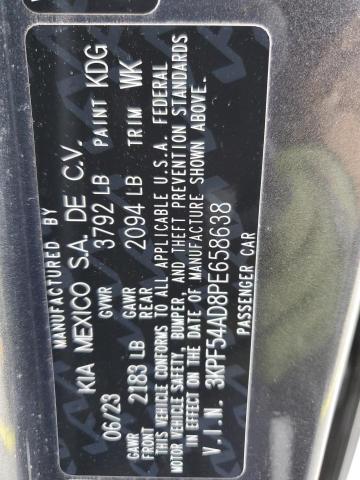 MANUFACTURED BY
KIA MEXICO S.A. DE C.V.
06/23 GVWR 3792 LB PAINT KDG
GAWR FRONT 2183 LB GAWR REAR 2094 LB TRIM WK
THIS VEHICLE CONFORMS TO ALL APPLICABLE U.S.A. FEDERAL
MOTOR VEHICLE SAFETY, BUMPER, AND THEFT PREVENTION STANDARDS
IN EFFECT ON THE DATE OF MANUFACTURE SHOWN ABOVE.
V.I.N. 3KPF54AD8PE658638
PASSENGER CAR